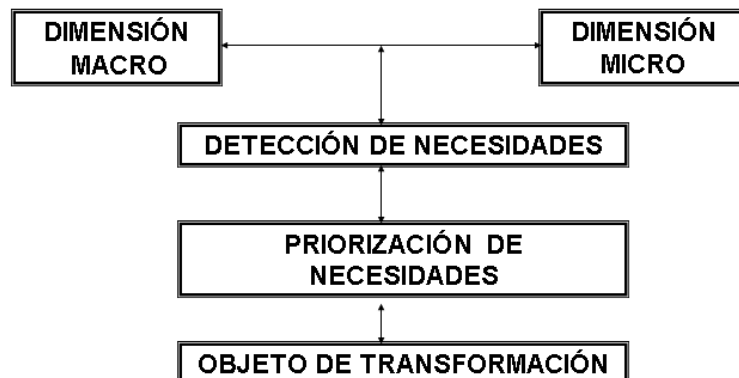 DIMENSIÓN
MACRO
DIMENSIÓN
MICRO
DETECCIÓN DE NECESIDADES
PRIORIZACIÓN DE
NECESIDADES
OBJETO DE TRANSFORMACIÓN